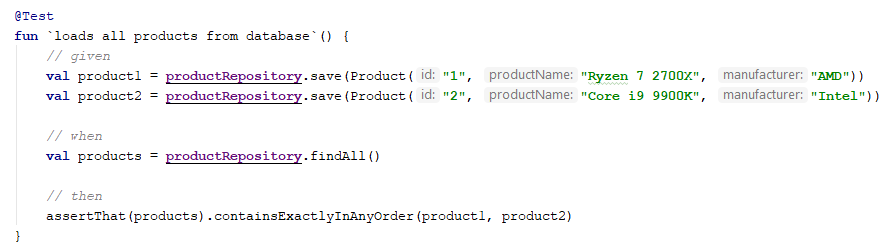 @Test
fun `loads all products from database`() {
// given
val product1 = productRepository.save(Product( id: "1", productName: "Ryzen 7 2700X", manufacturer: "AMD"))
val product2 = productRepository.save(Product( id: "2", productName: "Core i9 9900K", manufacturer: "Intel"))
// when
val products = productRepository.findAll()
// then
assertThat(products).containsExactlyInAnyOrder(product1, product2)
}